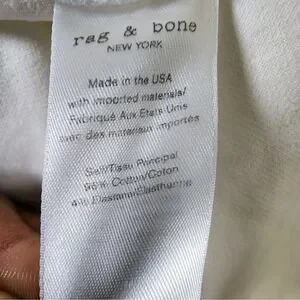 rag & bone
NEW YORK
Made in the USA
with imported materials/
Fabriqué Aux États-Unis
avec des materiaux importés
Self/Tissu Principal
96% Cotton/Coton
4% Elastane/Elasthanne